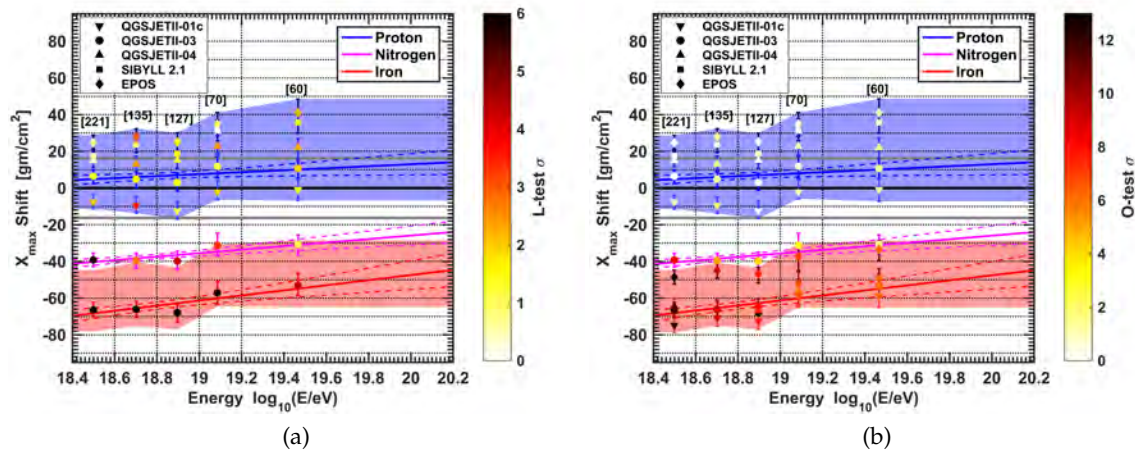 QGSJETII-01c
QGSJETII-03
QGSJETII-04
SIBYLL 2.1
EPOS
Proton
Nitrogen
Iron
[221]
[135]
[127]
[70]
[60]
80
60
40
20
0
-20
-40
-60
-80
X_max Shift [gm/cm²]
18.4 18.6 18.8 19 19.2 19.4 19.6 19.8 20 20.2
Energy log₁₀(E/eV)
6
5
4
3
2
1
0
L-test σ
(a)
QGSJETII-01c
QGSJETII-03
QGSJETII-04
SIBYLL 2.1
EPOS
Proton
Nitrogen
Iron
[221]
[135]
[127]
[70]
[60]
80
60
40
20
0
-20
-40
-60
-80
X_max Shift [gm/cm²]
18.4 18.6 18.8 19 19.2 19.4 19.6 19.8 20 20.2
Energy log₁₀(E/eV)
12
10
8
6
4
2
0
O-test σ
(b)